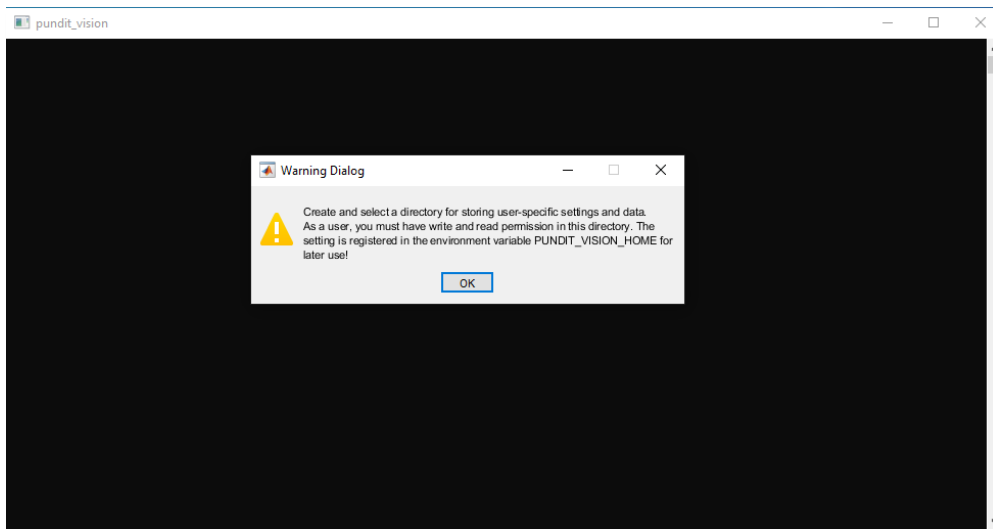 pundit_vision
Warning Dialog
Create and select a directory for storing user-specific settings and data.
As a user, you must have write and read permission in this directory. The
setting is registered in the environment variable PUNDIT_VISION_HOME for
later use!
OK